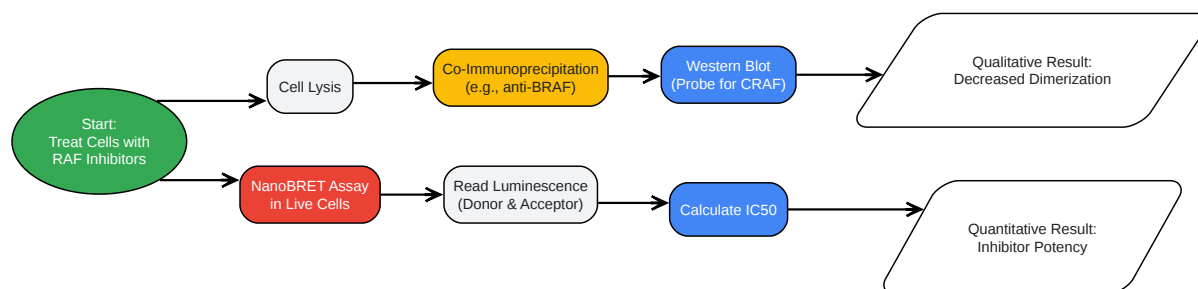 Start:
Treat Cells with
RAF Inhibitors
Cell Lysis
Co-Immunoprecipitation
(e.g., anti-BRAF)
Western Blot
(Probe for CRAF)
Qualitative Result:
Decreased Dimerization
NanoBRET Assay
in Live Cells
Read Luminescence
(Donor & Acceptor)
Calculate IC50
Quantitative Result:
Inhibitor Potency